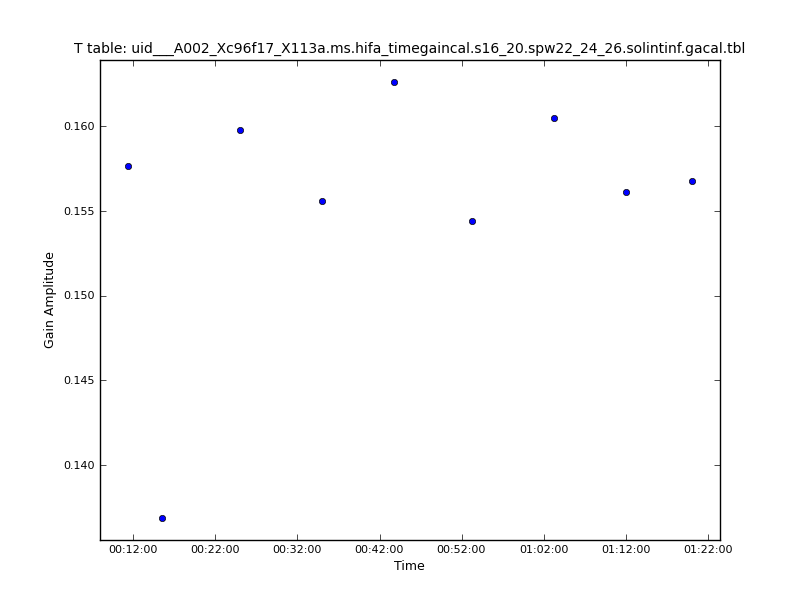 T table: uid___A002_Xc96f17_X113a.ms.hifa_timegaincal.s16_20.spw22_24_26.solintinf.gacal.tbl
0.160
0.155
0.150
0.145
0.140
Gain Amplitude
00:12:00 00:22:00 00:32:00 00:42:00 00:52:00 01:02:00 01:12:00 01:22:00
Time